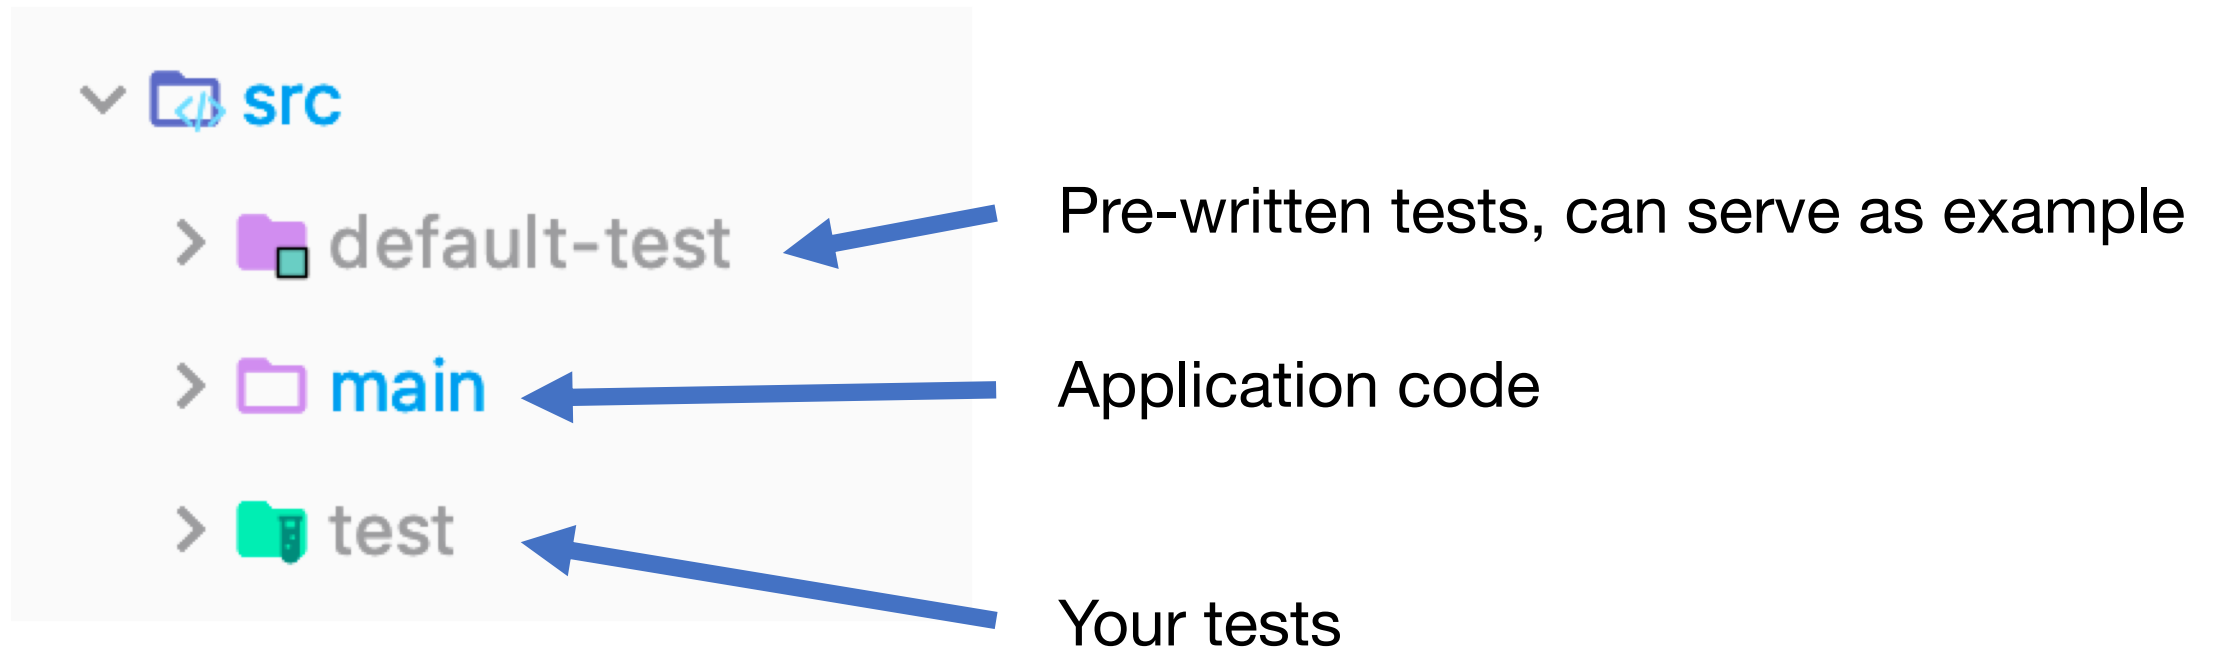 src
default-test
Pre-written tests, can serve as example
main
Application code
test
Your tests